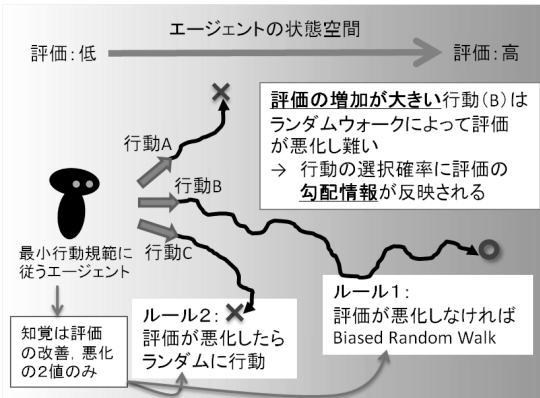 エージェントの状態空間
評価：低
評価：高
評価の増加が大きい行動（B）は
ランダムウォークによって評価
が悪化し難い
→ 行動の選択確率に評価の
勾配情報が反映される
行動A
行動B
行動C
最小行動規範に
従うエージェント
ルール1：
評価が悪化しなければ
Biased Random Walk
ルール2：
評価が悪化したら
ランダムに行動
知覚は評価
の改善，悪化
の2値のみ